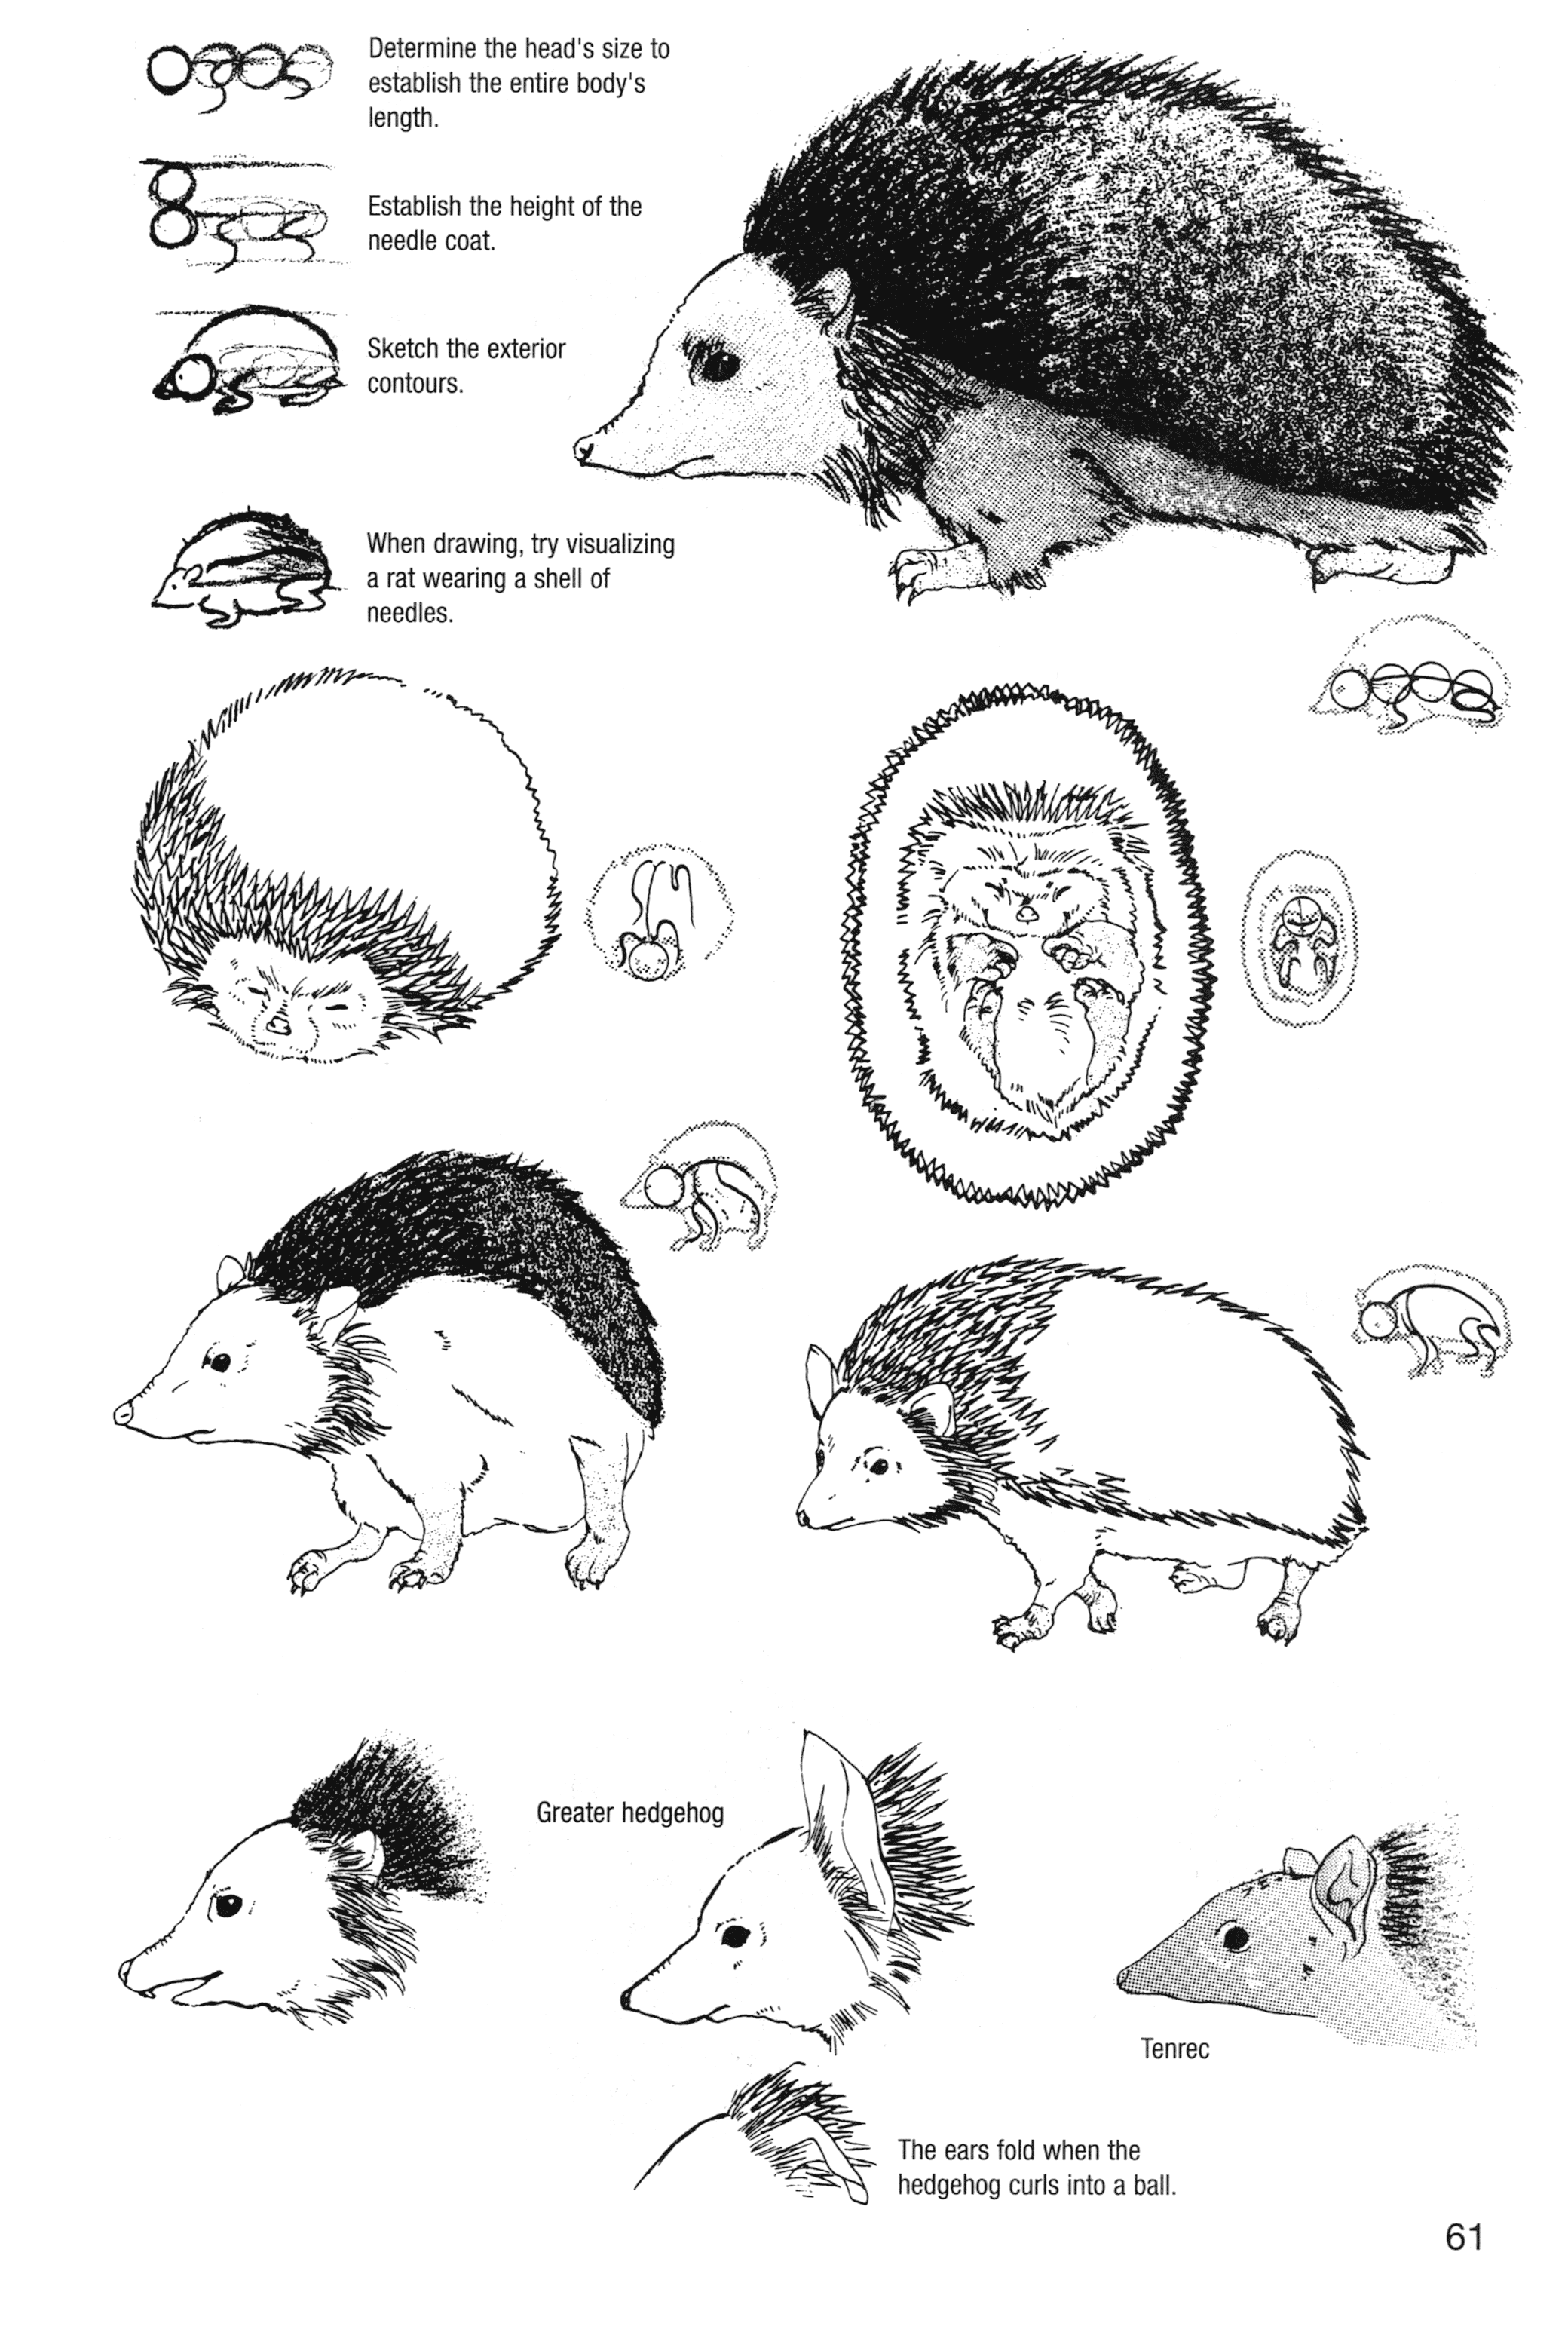 Determine the head's size to
establish the entire body's
length.
Establish the height of the
needle coat.
Sketch the exterior
contours.
When drawing, try visualizing
a rat wearing a shell of
needles.
Greater hedgehog
Tenrec
The ears fold when the
hedgehog curls into a ball.
61